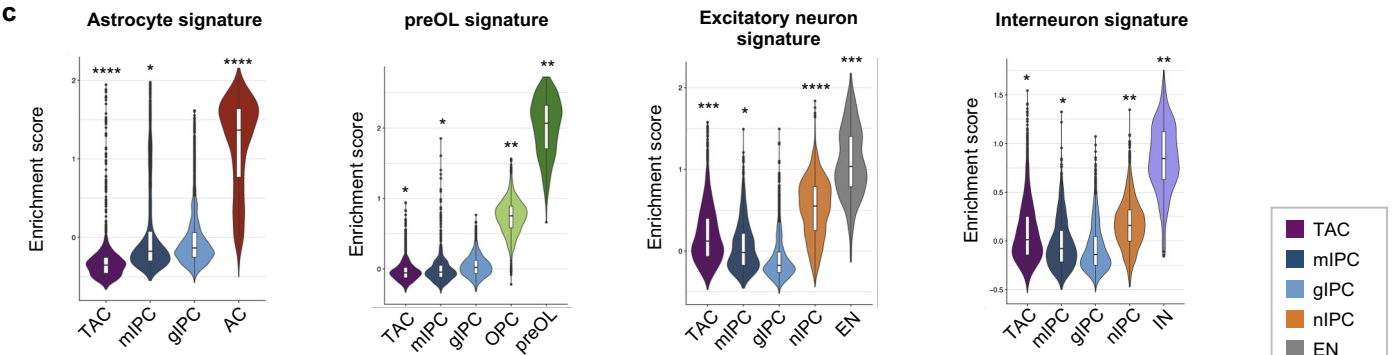 c
Astrocyte signature
Enrichment score
2
1
0
****
*
****
TAC
mIPC
gIPC
AC
preOL signature
Enrichment score
2
1
0
*
*
**
**
TAC
mIPC
gIPC
OPC
preOL
Excitatory neuron
signature
Enrichment score
2
1
0
***
*
****
***
TAC
mIPC
gIPC
nIPC
EN
Interneuron signature
Enrichment score
1.5
1.0
0.5
0.0
−0.5
*
*
**
**
TAC
mIPC
gIPC
nIPC
IN
TAC
mIPC
gIPC
nIPC
EN